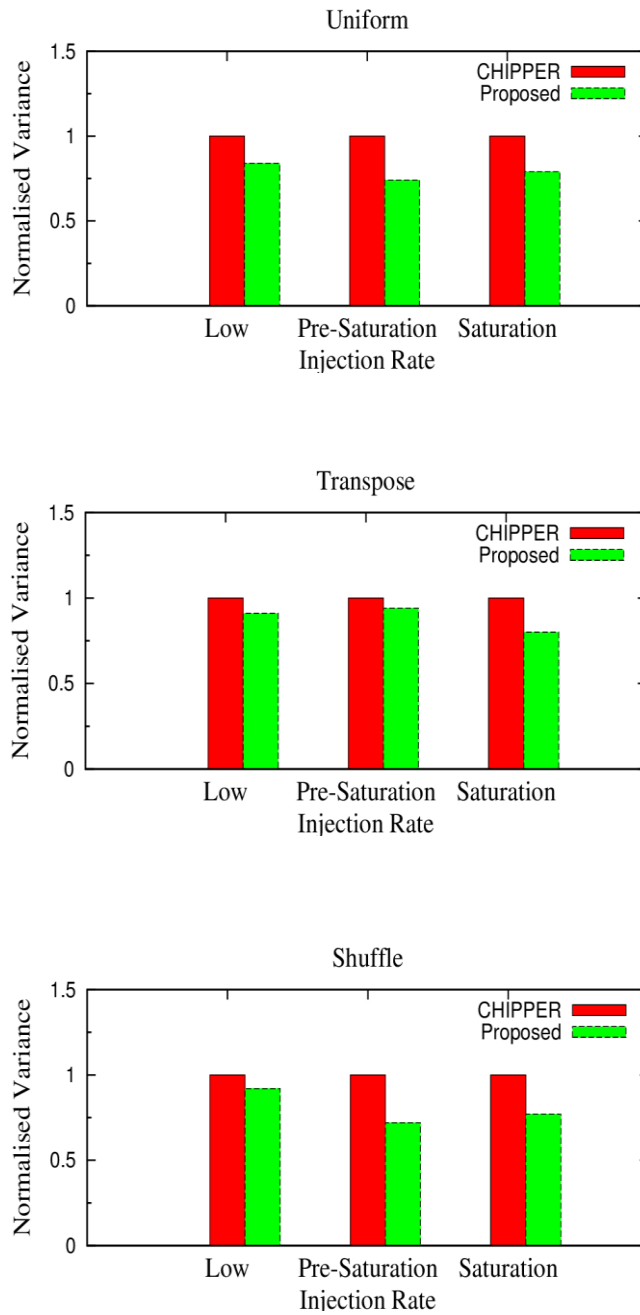 Uniform
1.5
CHIPPER
Proposed
1
0.5
0
Normalised Variance
Low Pre-Saturation Saturation
Injection Rate
Transpose
1.5
CHIPPER
Proposed
1
0.5
0
Normalised Variance
Low Pre-Saturation Saturation
Injection Rate
Shuffle
1.5
CHIPPER
Proposed
1
0.5
0
Normalised Variance
Low Pre-Saturation Saturation
Injection Rate